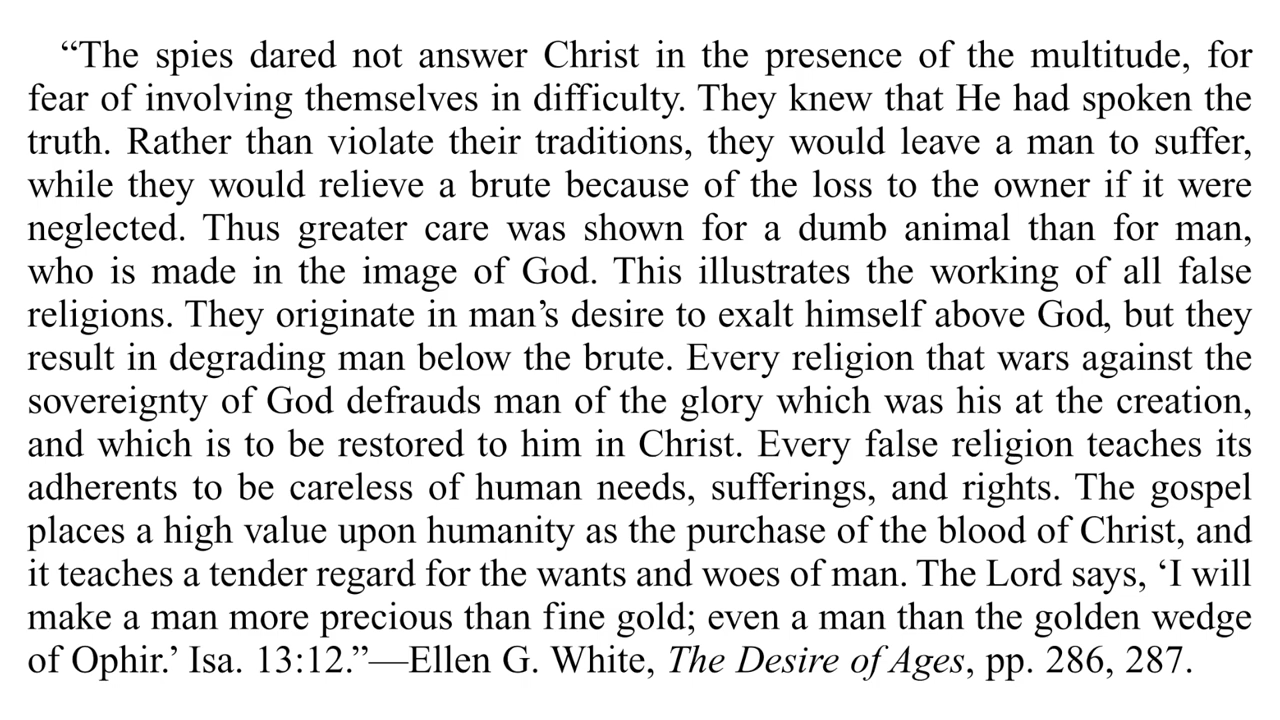 “The spies dared not answer Christ in the presence of the multitude, for
fear of involving themselves in difficulty. They knew that He had spoken the
truth. Rather than violate their traditions, they would leave a man to suffer,
while they would relieve a brute because of the loss to the owner if it were
neglected. Thus greater care was shown for a dumb animal than for man,
who is made in the image of God. This illustrates the working of all false
religions. They originate in man’s desire to exalt himself above God, but they
result in degrading man below the brute. Every religion that wars against the
sovereignty of God defrauds man of the glory which was his at the creation,
and which is to be restored to him in Christ. Every false religion teaches its
adherents to be careless of human needs, sufferings, and rights. The gospel
places a high value upon humanity as the purchase of the blood of Christ, and
it teaches a tender regard for the wants and woes of man. The Lord says, ‘I will
make a man more precious than fine gold; even a man than the golden wedge
of Ophir.’ Isa. 13:12.”—Ellen G. White, The Desire of Ages, pp. 286, 287.